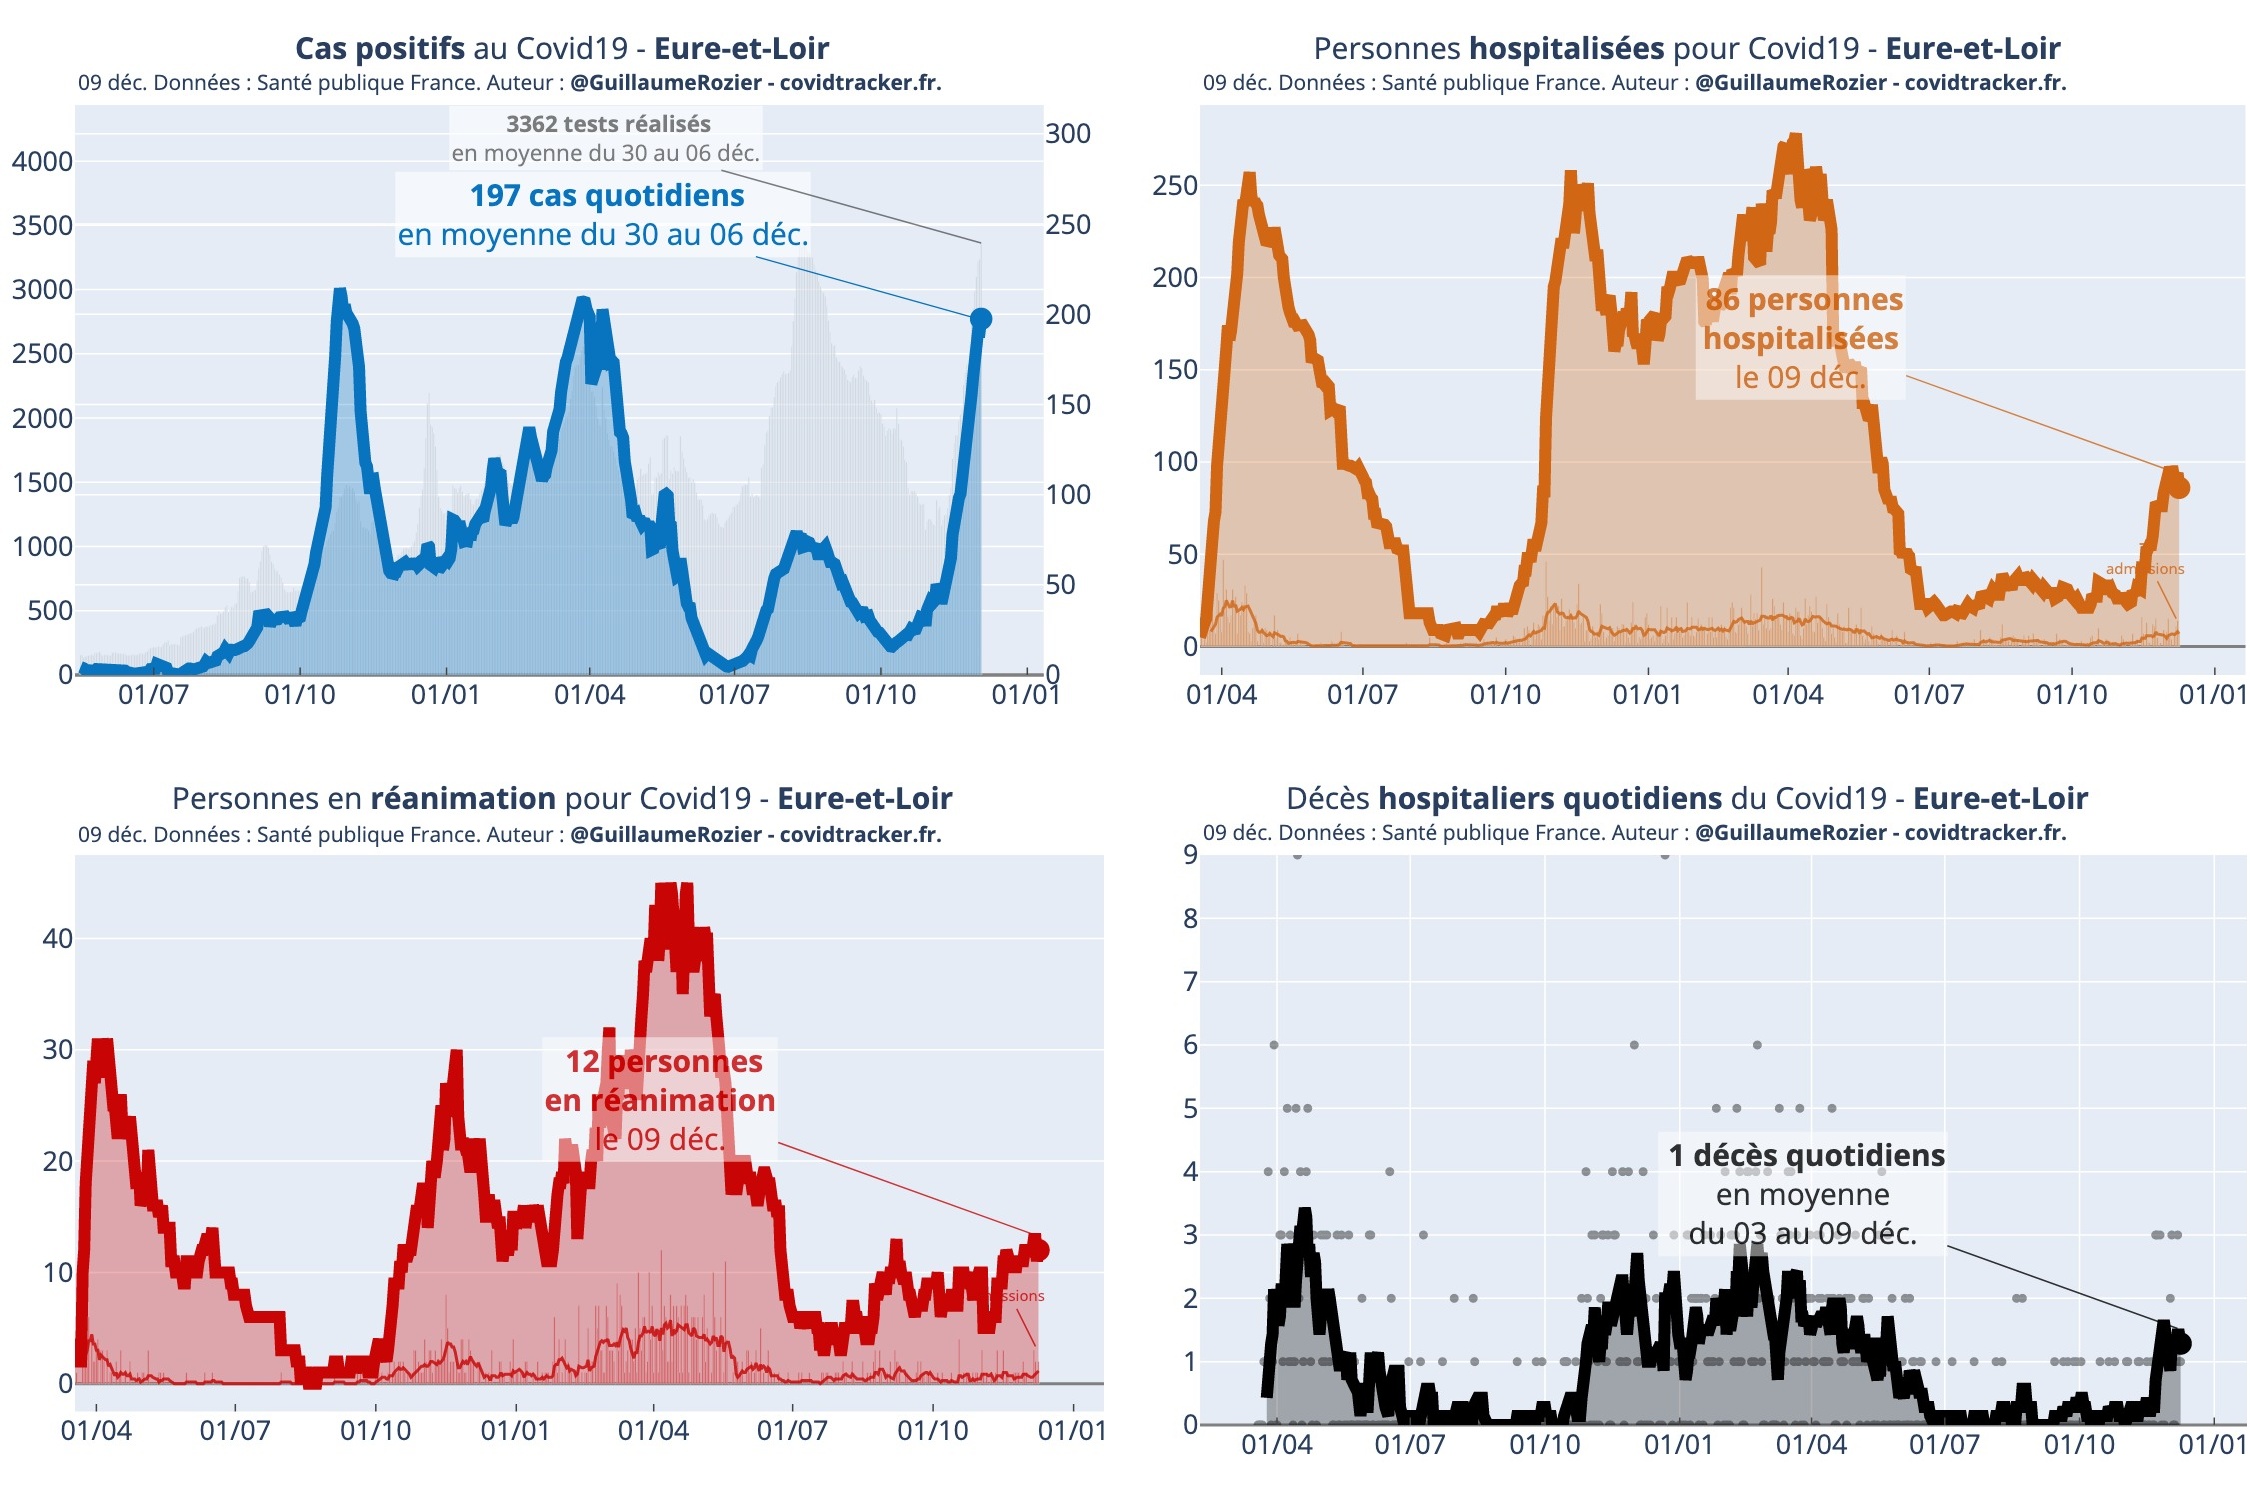 Cas positifs au Covid19 - Eure-et-Loir
09 déc. Données : Santé publique France. Auteur : @GuillaumeRozier - covidtracker.fr.
3362 tests réalisés
en moyenne du 30 au 06 déc.
197 cas quotidiens
en moyenne du 30 au 06 déc.
4000
3500
3000
2500
2000
1500
1000
500
0
300
250
200
150
100
50
0
01/07 01/10 01/01 01/04 01/07 01/10 01/01
Personnes hospitalisées pour Covid19 - Eure-et-Loir
09 déc. Données : Santé publique France. Auteur : @GuillaumeRozier - covidtracker.fr.
86 personnes
hospitalisées
le 09 déc.
admissions
250
200
150
100
50
0
01/04 01/07 01/10 01/01 01/04 01/07 01/10 01/01
Personnes en réanimation pour Covid19 - Eure-et-Loir
09 déc. Données : Santé publique France. Auteur : @GuillaumeRozier - covidtracker.fr.
12 personnes
en réanimation
le 09 déc.
40
30
20
10
0
01/04 01/07 01/10 01/01 01/04 01/07 01/10 01/01
Décès hospitaliers quotidiens du Covid19 - Eure-et-Loir
09 déc. Données : Santé publique France. Auteur : @GuillaumeRozier - covidtracker.fr.
1 décès quotidiens
en moyenne
du 03 au 09 déc.
9
8
7
6
5
4
3
2
1
0
01/04 01/07 01/10 01/01 01/04 01/07 01/10 01/01